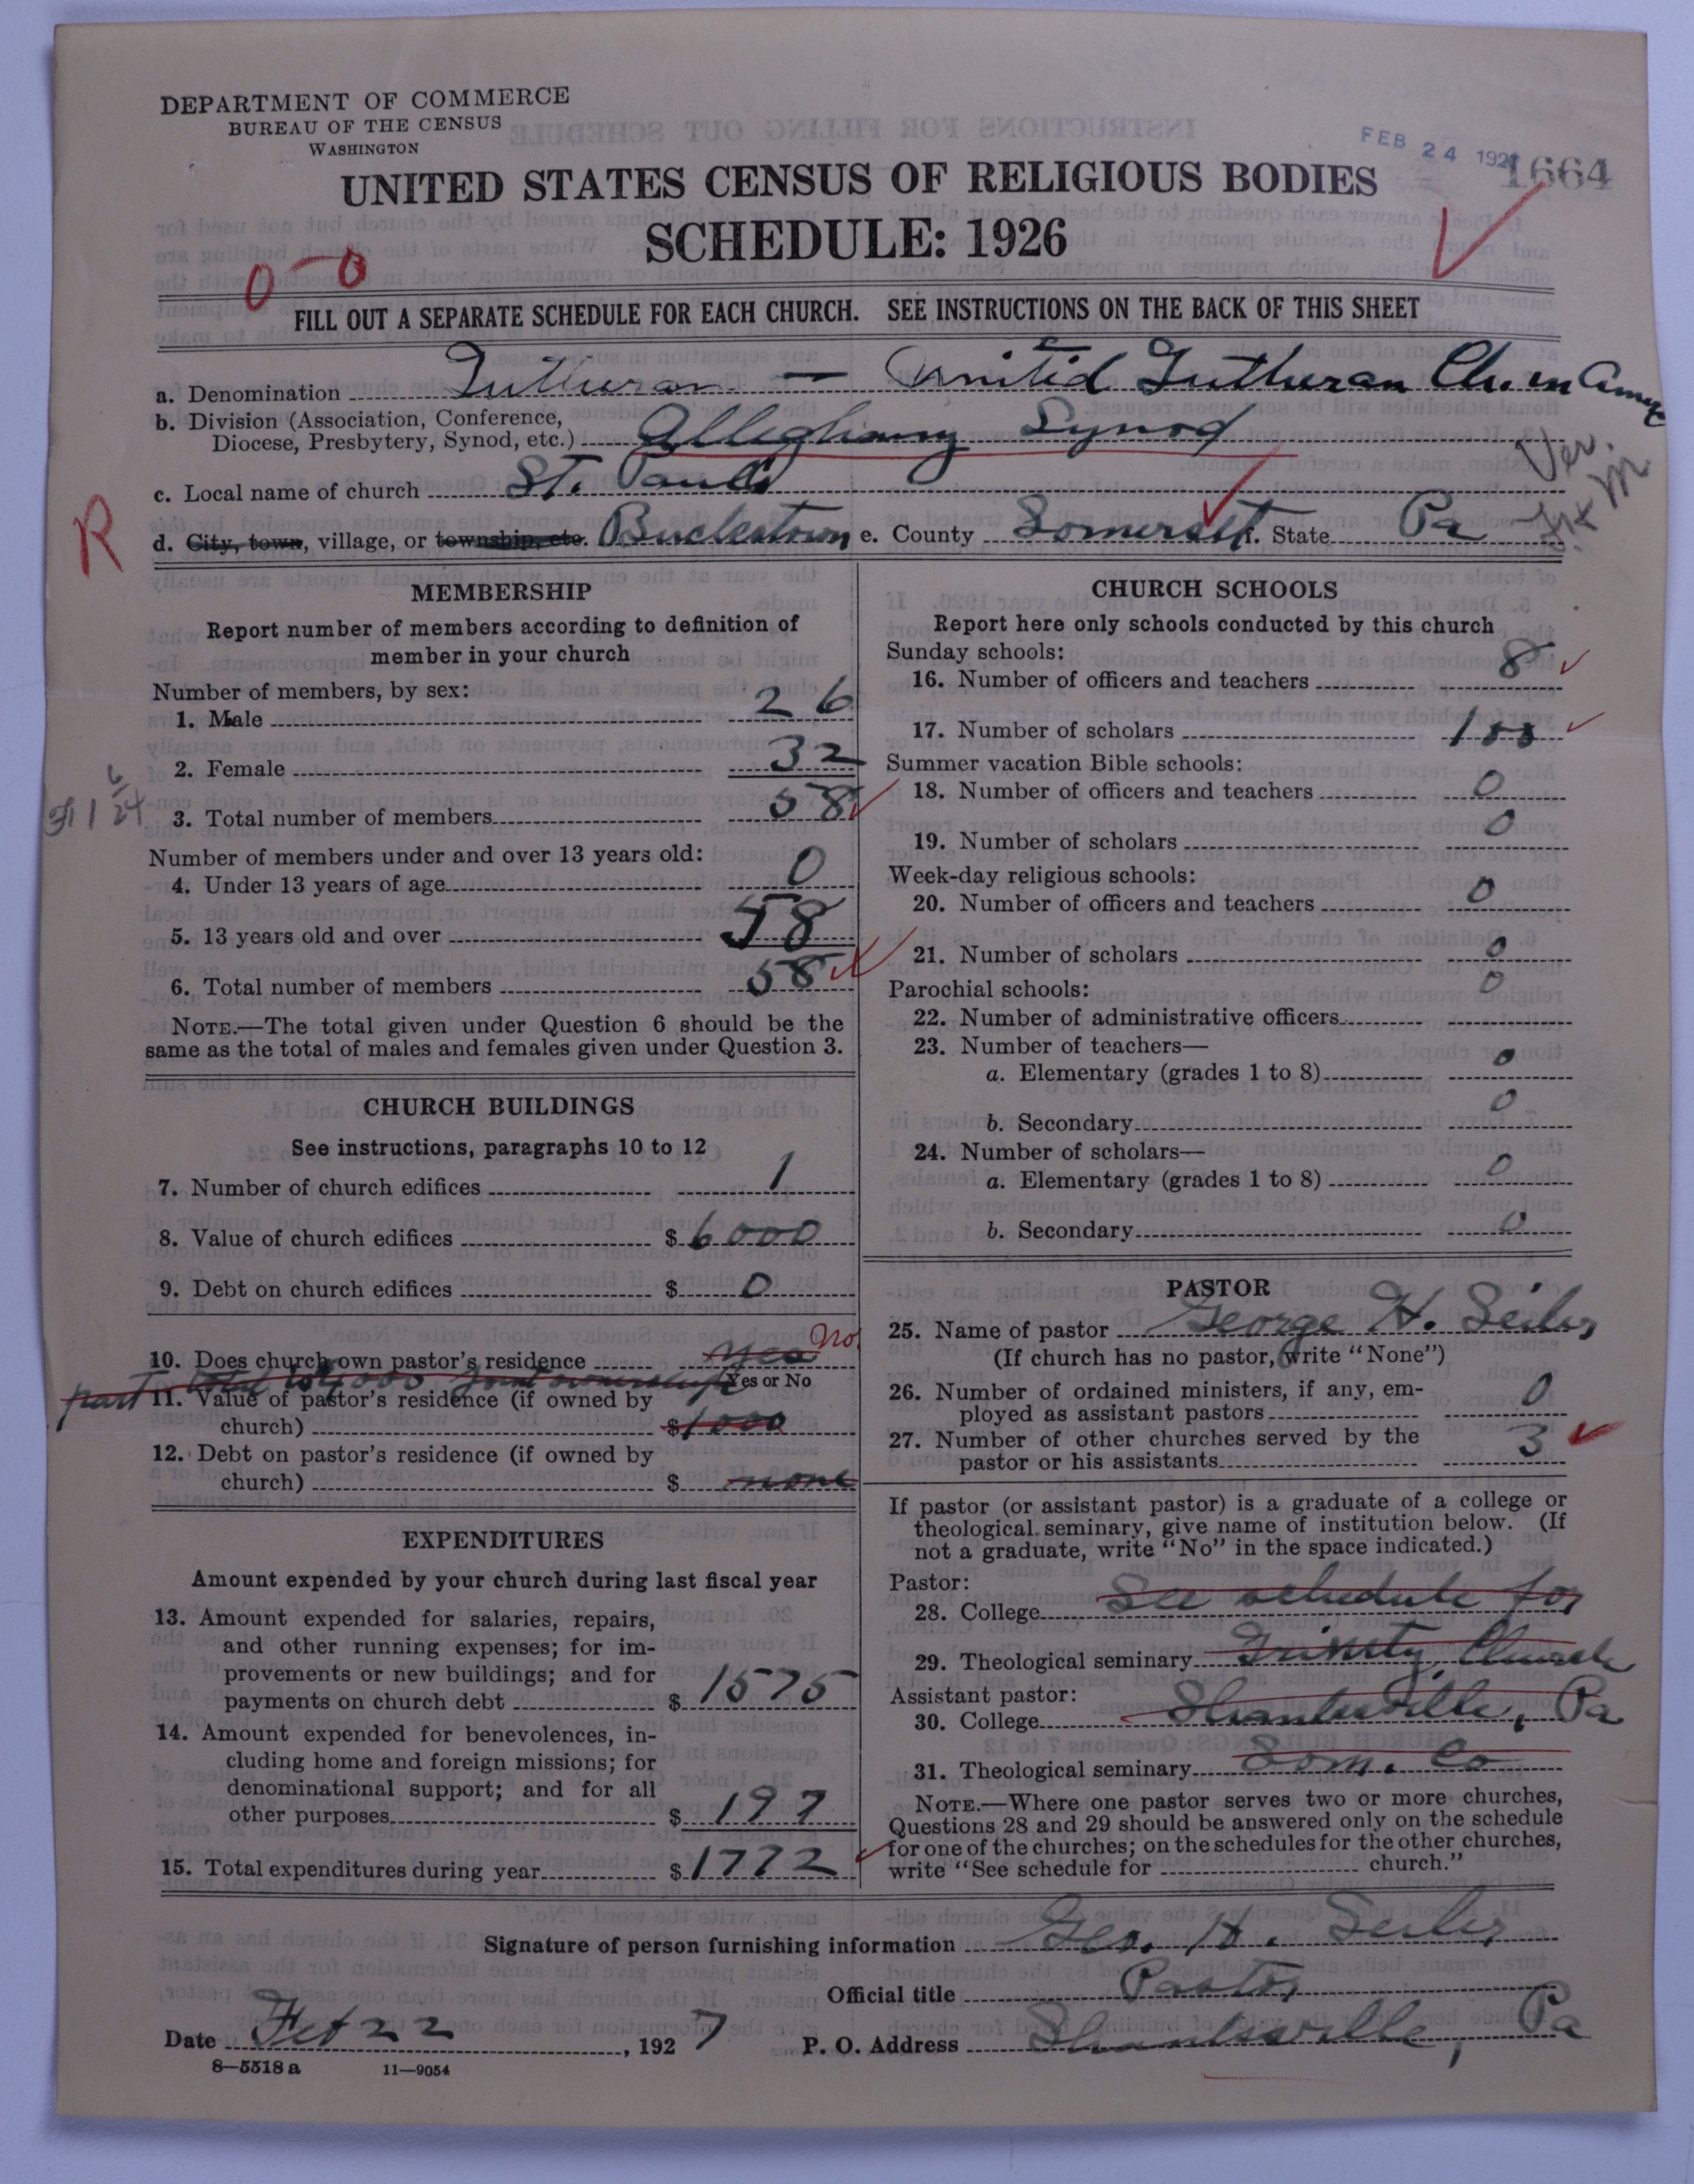 DEPARTMENT OF COMMERCE
BUREAU OF THE CENSUS
WASHINGTON
FEB 24 192
1664
UNITED STATES CENSUS OF RELIGIOUS BODIES
SCHEDULE: 1926
0-0
FILL OUT A SEPARATE SCHEDULE FOR EACH CHURCH. SEE INSTRUCTIONS ON THE BACK OF THIS SHEET
a. Denomination Lutheran — United Lutheran Ch. in Amer
b. Division (Association, Conference,
Diocese, Presbytery, Synod, etc.) Alleghany Synod
c. Local name of church St. Pauls
Ver.
R
d. City, town, village, or township, etc. Buckstown e. County Somerset f. State Pa
MEMBERSHIP
Report number of members according to definition of
member in your church
Number of members, by sex:
1. Male 26
2. Female 32
3. Total number of members 58
Number of members under and over 13 years old:
4. Under 13 years of age 0
5. 13 years old and over 58
6. Total number of members 58
NOTE.—The total given under Question 6 should be the
same as the total of males and females given under Question 3.
CHURCH BUILDINGS
See instructions, paragraphs 10 to 12
7. Number of church edifices 1
8. Value of church edifices $ 6000
9. Debt on church edifices $ 0
10. Does church own pastor's residence yes No
Yes or No
part total joint ownership
11. Value of pastor's residence (if owned by
church) $ 1000
12. Debt on pastor's residence (if owned by
church) $ none
EXPENDITURES
Amount expended by your church during last fiscal year
13. Amount expended for salaries, repairs,
and other running expenses; for im-
provements or new buildings; and for
payments on church debt $ 1575
14. Amount expended for benevolences, in-
cluding home and foreign missions; for
denominational support; and for all
other purposes $ 197
15. Total expenditures during year $ 1772
CHURCH SCHOOLS
Report here only schools conducted by this church
Sunday schools:
16. Number of officers and teachers 8
17. Number of scholars 100
Summer vacation Bible schools:
18. Number of officers and teachers 0
19. Number of scholars 0
Week-day religious schools:
20. Number of officers and teachers 0
21. Number of scholars 0
Parochial schools:
22. Number of administrative officers 0
23. Number of teachers—
a. Elementary (grades 1 to 8) 0
b. Secondary 0
24. Number of scholars—
a. Elementary (grades 1 to 8) 0
b. Secondary 0
PASTOR
25. Name of pastor George H. Seiler
(If church has no pastor, write "None")
26. Number of ordained ministers, if any, em-
ployed as assistant pastors 0
27. Number of other churches served by the
pastor or his assistants 3
If pastor (or assistant pastor) is a graduate of a college or
theological seminary, give name of institution below. (If
not a graduate, write "No" in the space indicated.)
Pastor:
28. College See schedule for
29. Theological seminary Trinity Church
Assistant pastor:
30. College Shanksville, Pa
31. Theological seminary Som. Co
NOTE.—Where one pastor serves two or more churches,
Questions 28 and 29 should be answered only on the schedule
for one of the churches; on the schedules for the other churches,
write "See schedule for church."
Signature of person furnishing information Geo. H. Seiler
Official title Pastor
Date Feb 22, 1927 P. O. Address Shanksville, Pa
8—5518 a 11—9054